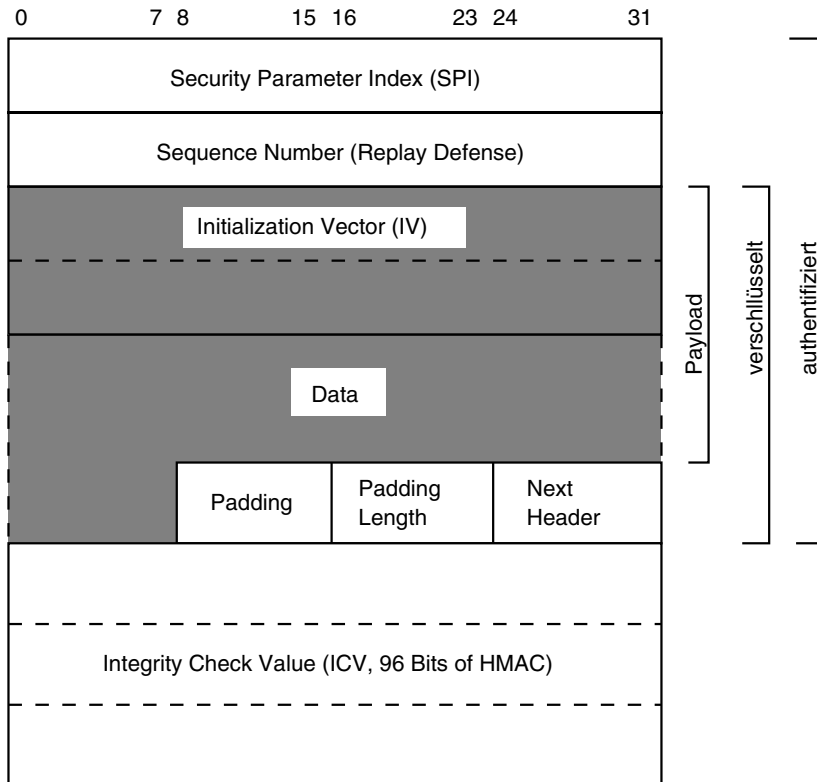 0 7 8 15 16 23 24 31
Security Parameter Index (SPI)
Sequence Number (Replay Defense)
Initialization Vector (IV)
Data
Padding
Padding
Length
Next
Header
Integrity Check Value (ICV, 96 Bits of HMAC)
Payload
verschllüsselt
authentifiziert